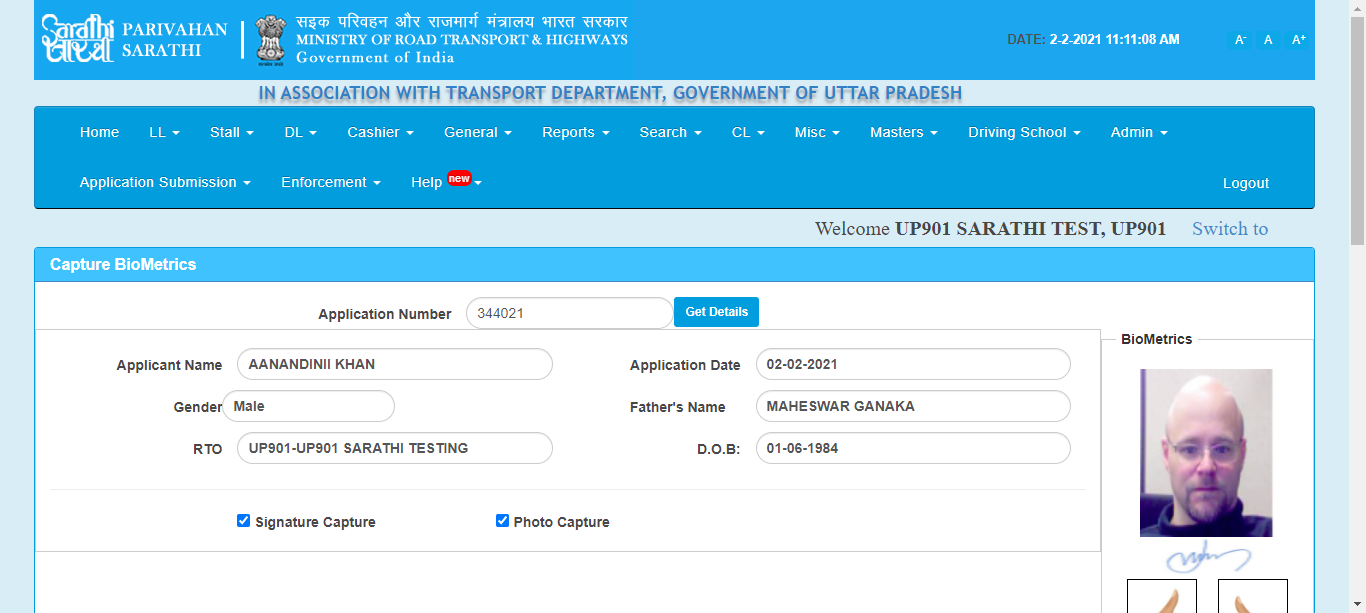 Sarathi सारथी
PARIVAHAN
SARATHI
सड़क परिवहन और राजमार्ग मंत्रालय भारत सरकार
MINISTRY OF ROAD TRANSPORT & HIGHWAYS
Government of India
DATE: 2-2-2021 11:11:08 AM
A- A A+
IN ASSOCIATION WITH TRANSPORT DEPARTMENT, GOVERNMENT OF UTTAR PRADESH
Home LL Stall DL Cashier General Reports Search CL Misc Masters Driving School Admin
Application Submission Enforcement Help new Logout
Welcome UP901 SARATHI TEST, UP901 Switch to
Capture BioMetrics
Application Number 344021 Get Details
BioMetrics
Applicant Name AANANDINII KHAN Application Date 02-02-2021
Gender Male Father's Name MAHESWAR GANAKA
RTO UP901-UP901 SARATHI TESTING D.O.B: 01-06-1984
Signature Capture Photo Capture